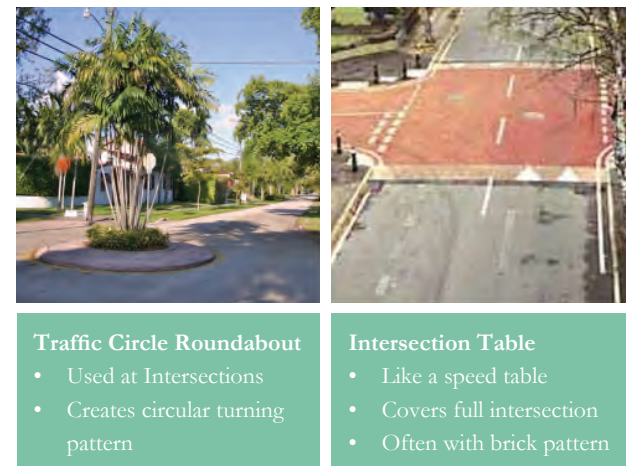 Traffic Circle Roundabout
• Used at Intersections
• Creates circular turning
pattern
Intersection Table
• Like a speed table
• Covers full intersection
• Often with brick pattern